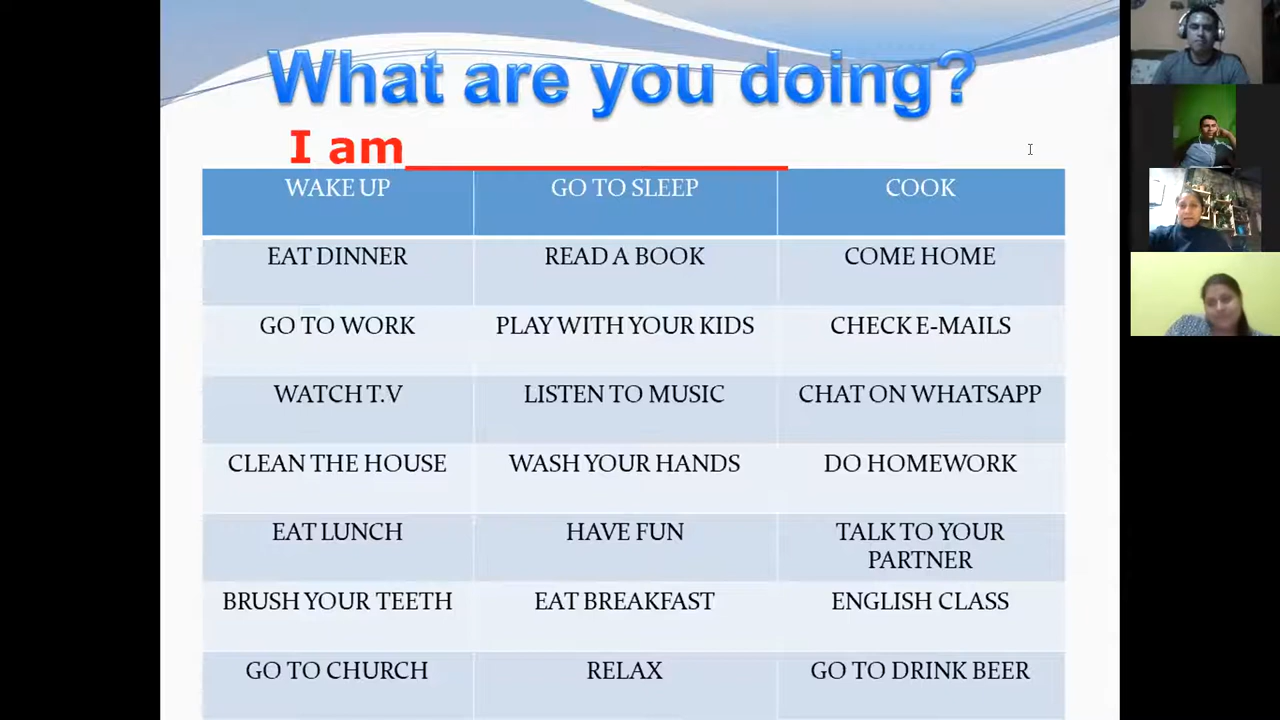 What are you doing?
I am_______________
WAKE UP
GO TO SLEEP
COOK
EAT DINNER
READ A BOOK
COME HOME
GO TO WORK
PLAY WITH YOUR KIDS
CHECK E-MAILS
WATCH T.V
LISTEN TO MUSIC
CHAT ON WHATSAPP
CLEAN THE HOUSE
WASH YOUR HANDS
DO HOMEWORK
EAT LUNCH
HAVE FUN
TALK TO YOUR
PARTNER
BRUSH YOUR TEETH
EAT BREAKFAST
ENGLISH CLASS
GO TO CHURCH
RELAX
GO TO DRINK BEER